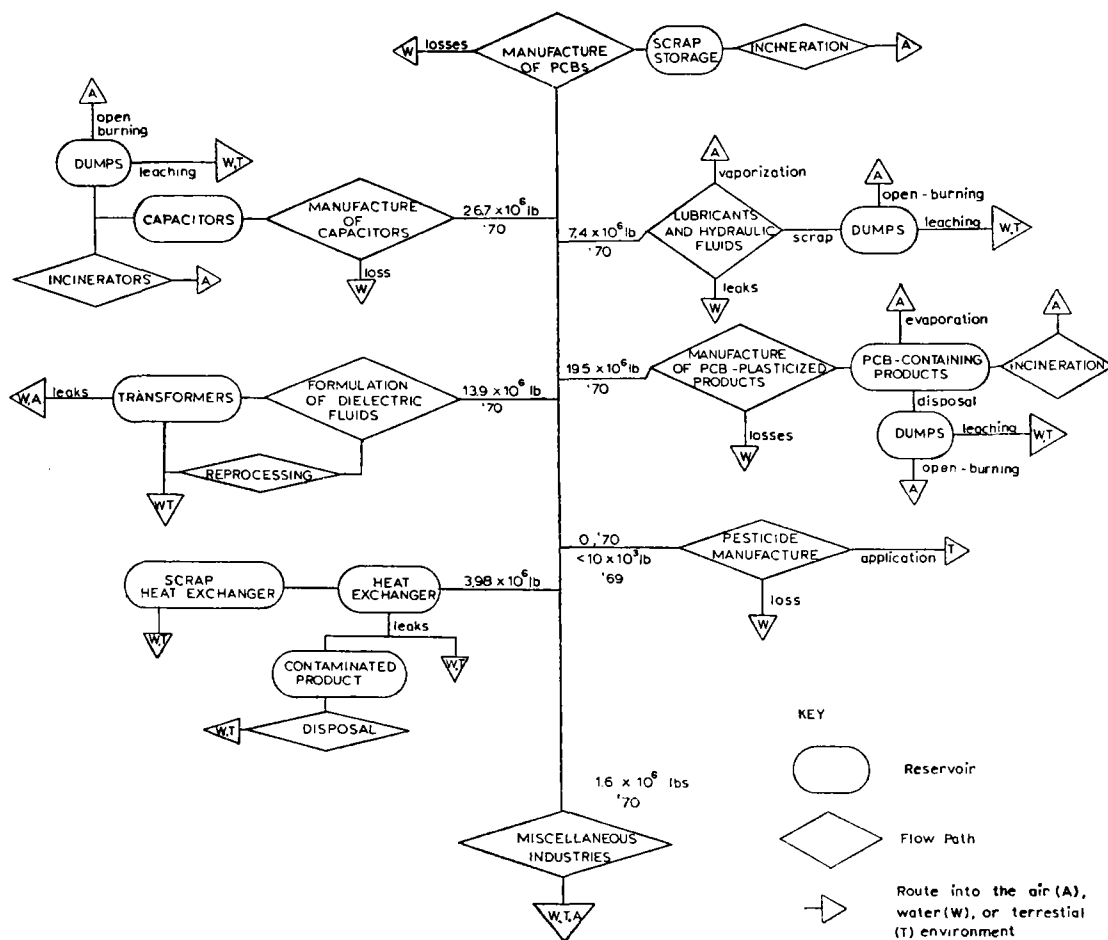 W
losses
MANUFACTURE
OF PCBs
SCRAP
STORAGE
INCINERATION
A
A
open
burning
DUMPS
leaching
W,T
CAPACITORS
MANUFACTURE
OF
CAPACITORS
26.7 x 10⁶ lb
'70
INCINERATORS
A
loss
W
A
vaporization
7.4 x 10⁶ lb
'70
LUBRICANTS
AND HYDRAULIC
FLUIDS
scrap
A
open-burning
DUMPS
leaching
W,T
leaks
W
W,A
leaks
TRANSFORMERS
FORMULATION
OF DIELECTRIC
FLUIDS
13.9 x 10⁶ lb
'70
REPROCESSING
W,T
19.5 x 10⁶ lb
'70
MANUFACTURE
OF PCB-PLASTICIZED
PRODUCTS
A
evaporation
PCB-CONTAINING
PRODUCTS
A
INCINERATION
disposal
losses
W
DUMPS
leaching
W,T
open-burning
A
0, '70
<10 x 10³ lb
'69
PESTICIDE
MANUFACTURE
application
T
loss
W
SCRAP
HEAT EXCHANGER
HEAT
EXCHANGER
3.98 x 10⁶ lb
W,T
leaks
W,T
CONTAMINATED
PRODUCT
W,T
DISPOSAL
1.6 x 10⁶ lbs
'70
MISCELLANEOUS
INDUSTRIES
W,T,A
KEY
Reservoir
Flow Path
Route into the air (A),
water (W), or terrestial
(T) environment